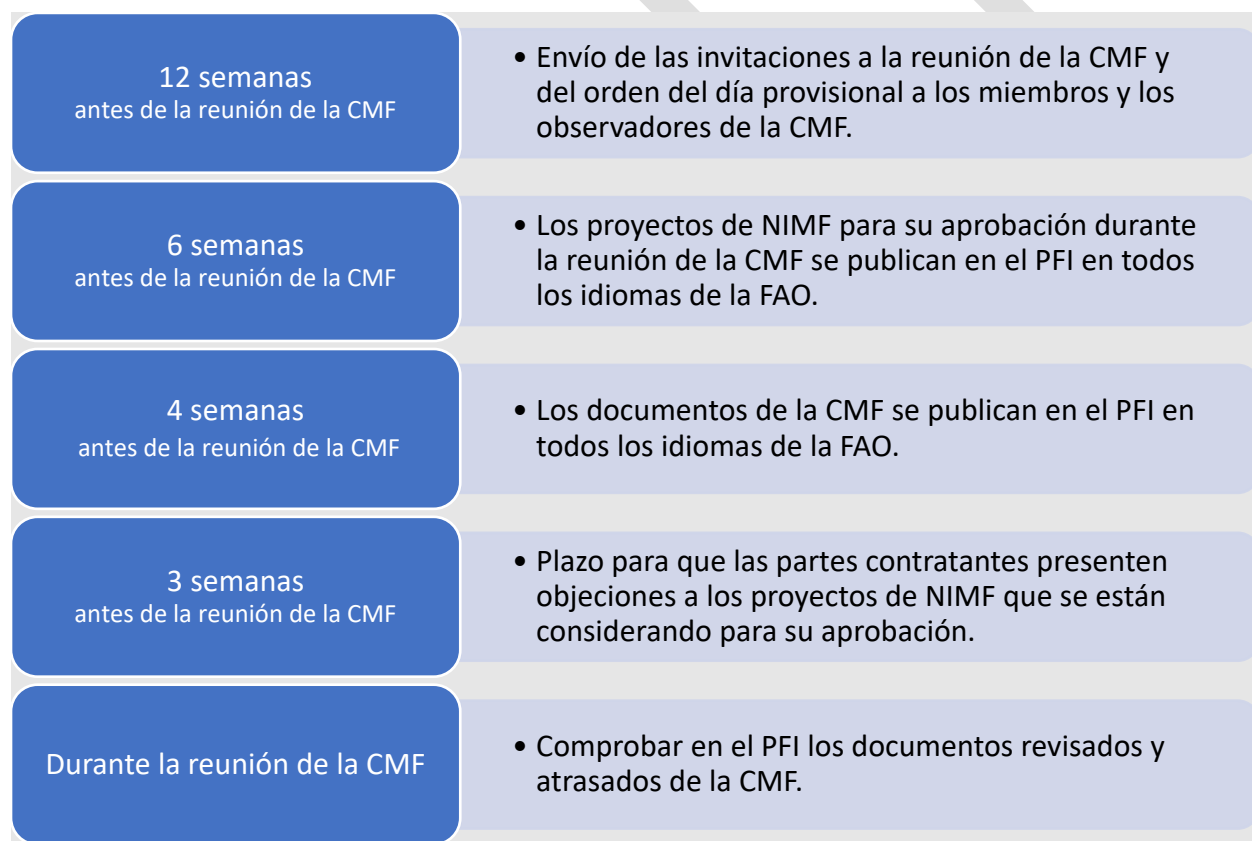 12 semanas
antes de la reunión de la CMF
• Envío de las invitaciones a la reunión de la CMF y
del orden del día provisional a los miembros y los
observadores de la CMF.
6 semanas
antes de la reunión de la CMF
• Los proyectos de NIMF para su aprobación durante
la reunión de la CMF se publican en el PFI en todos
los idiomas de la FAO.
4 semanas
antes de la reunión de la CMF
• Los documentos de la CMF se publican en el PFI en
todos los idiomas de la FAO.
3 semanas
antes de la reunión de la CMF
• Plazo para que las partes contratantes presenten
objeciones a los proyectos de NIMF que se están
considerando para su aprobación.
Durante la reunión de la CMF
• Comprobar en el PFI los documentos revisados y
atrasados de la CMF.